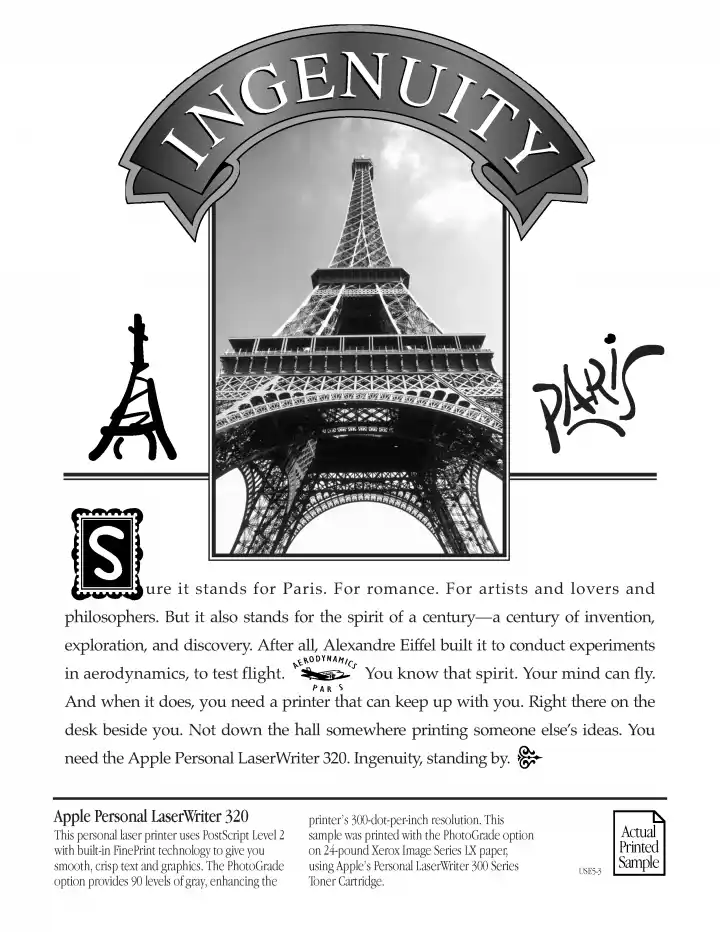 INGENUITY
PARIS
Sure it stands for Paris. For romance. For artists and lovers and
philosophers. But it also stands for the spirit of a century—a century of invention,
exploration, and discovery. After all, Alexandre Eiffel built it to conduct experiments
in aerodynamics, to test flight. AERODYNAMICS PARIS You know that spirit. Your mind can fly.
And when it does, you need a printer that can keep up with you. Right there on the
desk beside you. Not down the hall somewhere printing someone else's ideas. You
need the Apple Personal LaserWriter 320. Ingenuity, standing by.
Apple Personal LaserWriter 320
This personal laser printer uses PostScript Level 2
with built-in FinePrint technology to give you
smooth, crisp text and graphics. The PhotoGrade
option provides 90 levels of gray, enhancing the
printer's 300-dot-per-inch resolution. This
sample was printed with the PhotoGrade option
on 24-pound Xerox Image Series LX paper,
using Apple's Personal LaserWriter 300 Series
Toner Cartridge.
USE5-3
Actual
Printed
Sample